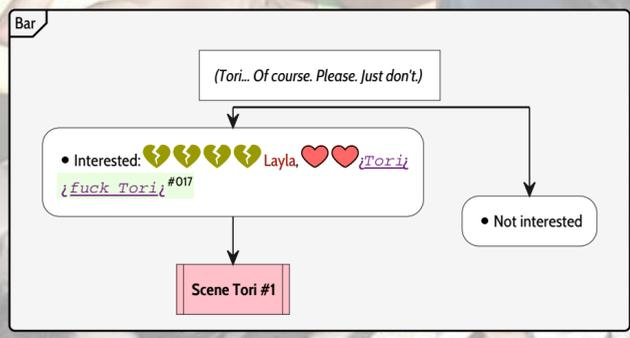 Bar
(Tori... Of course. Please. Just don't.)
• Interested: Layla, ¿Tori¿
¿fuck Tori¿#017
• Not interested
Scene Tori #1